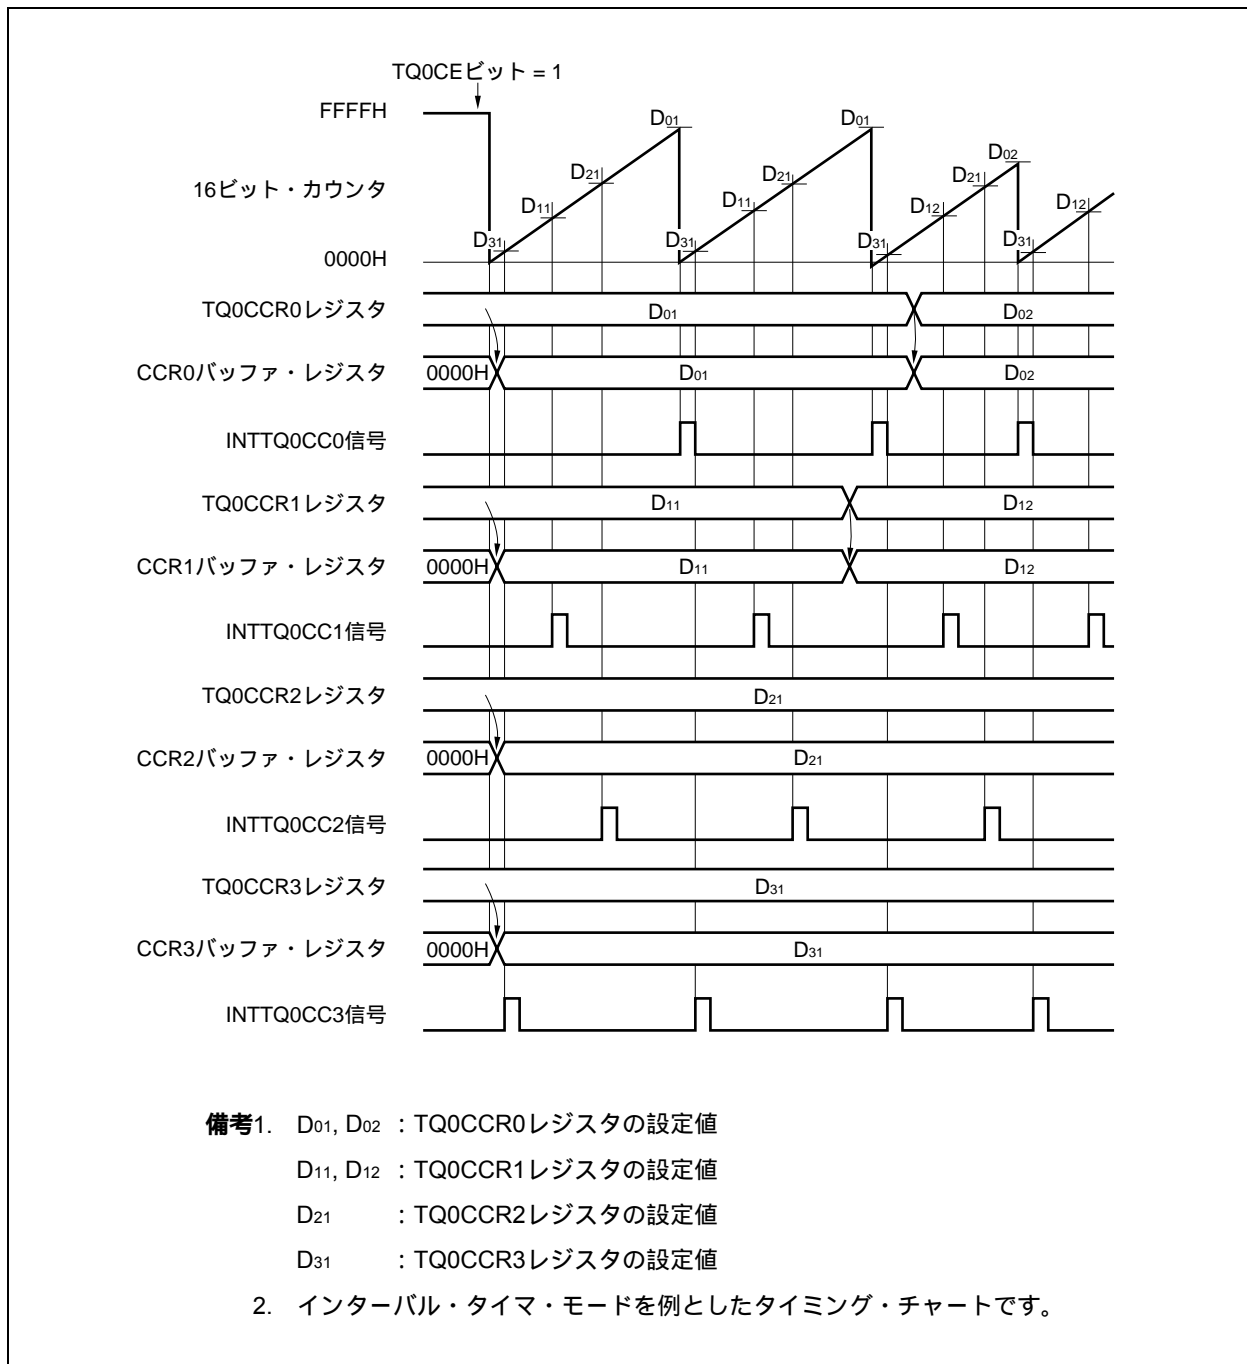 TQ0CEビット = 1
FFFFH
D01 D01
D02
D21 D21 D21
16ビット・カウンタ
D11 D11 D12 D12
D31 D31 D31 D31
0000H
TQ0CCR0レジスタ D01 D02
CCR0バッファ・レジスタ 0000H D01 D02
INTTQ0CC0信号
TQ0CCR1レジスタ D11 D12
CCR1バッファ・レジスタ 0000H D11 D12
INTTQ0CC1信号
TQ0CCR2レジスタ D21
CCR2バッファ・レジスタ 0000H D21
INTTQ0CC2信号
TQ0CCR3レジスタ D31
CCR3バッファ・レジスタ 0000H D31
INTTQ0CC3信号
備考1. D01, D02 : TQ0CCR0レジスタの設定値
D11, D12 : TQ0CCR1レジスタの設定値
D21 : TQ0CCR2レジスタの設定値
D31 : TQ0CCR3レジスタの設定値
2. インターバル・タイマ・モードを例としたタイミング・チャートです。